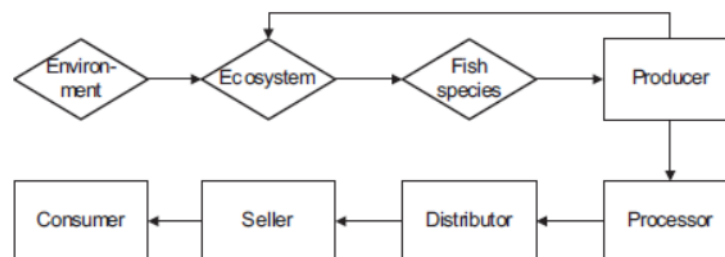 Environ-
ment
Ecosystem
Fish
species
Producer
Consumer
Seller
Distributor
Processor